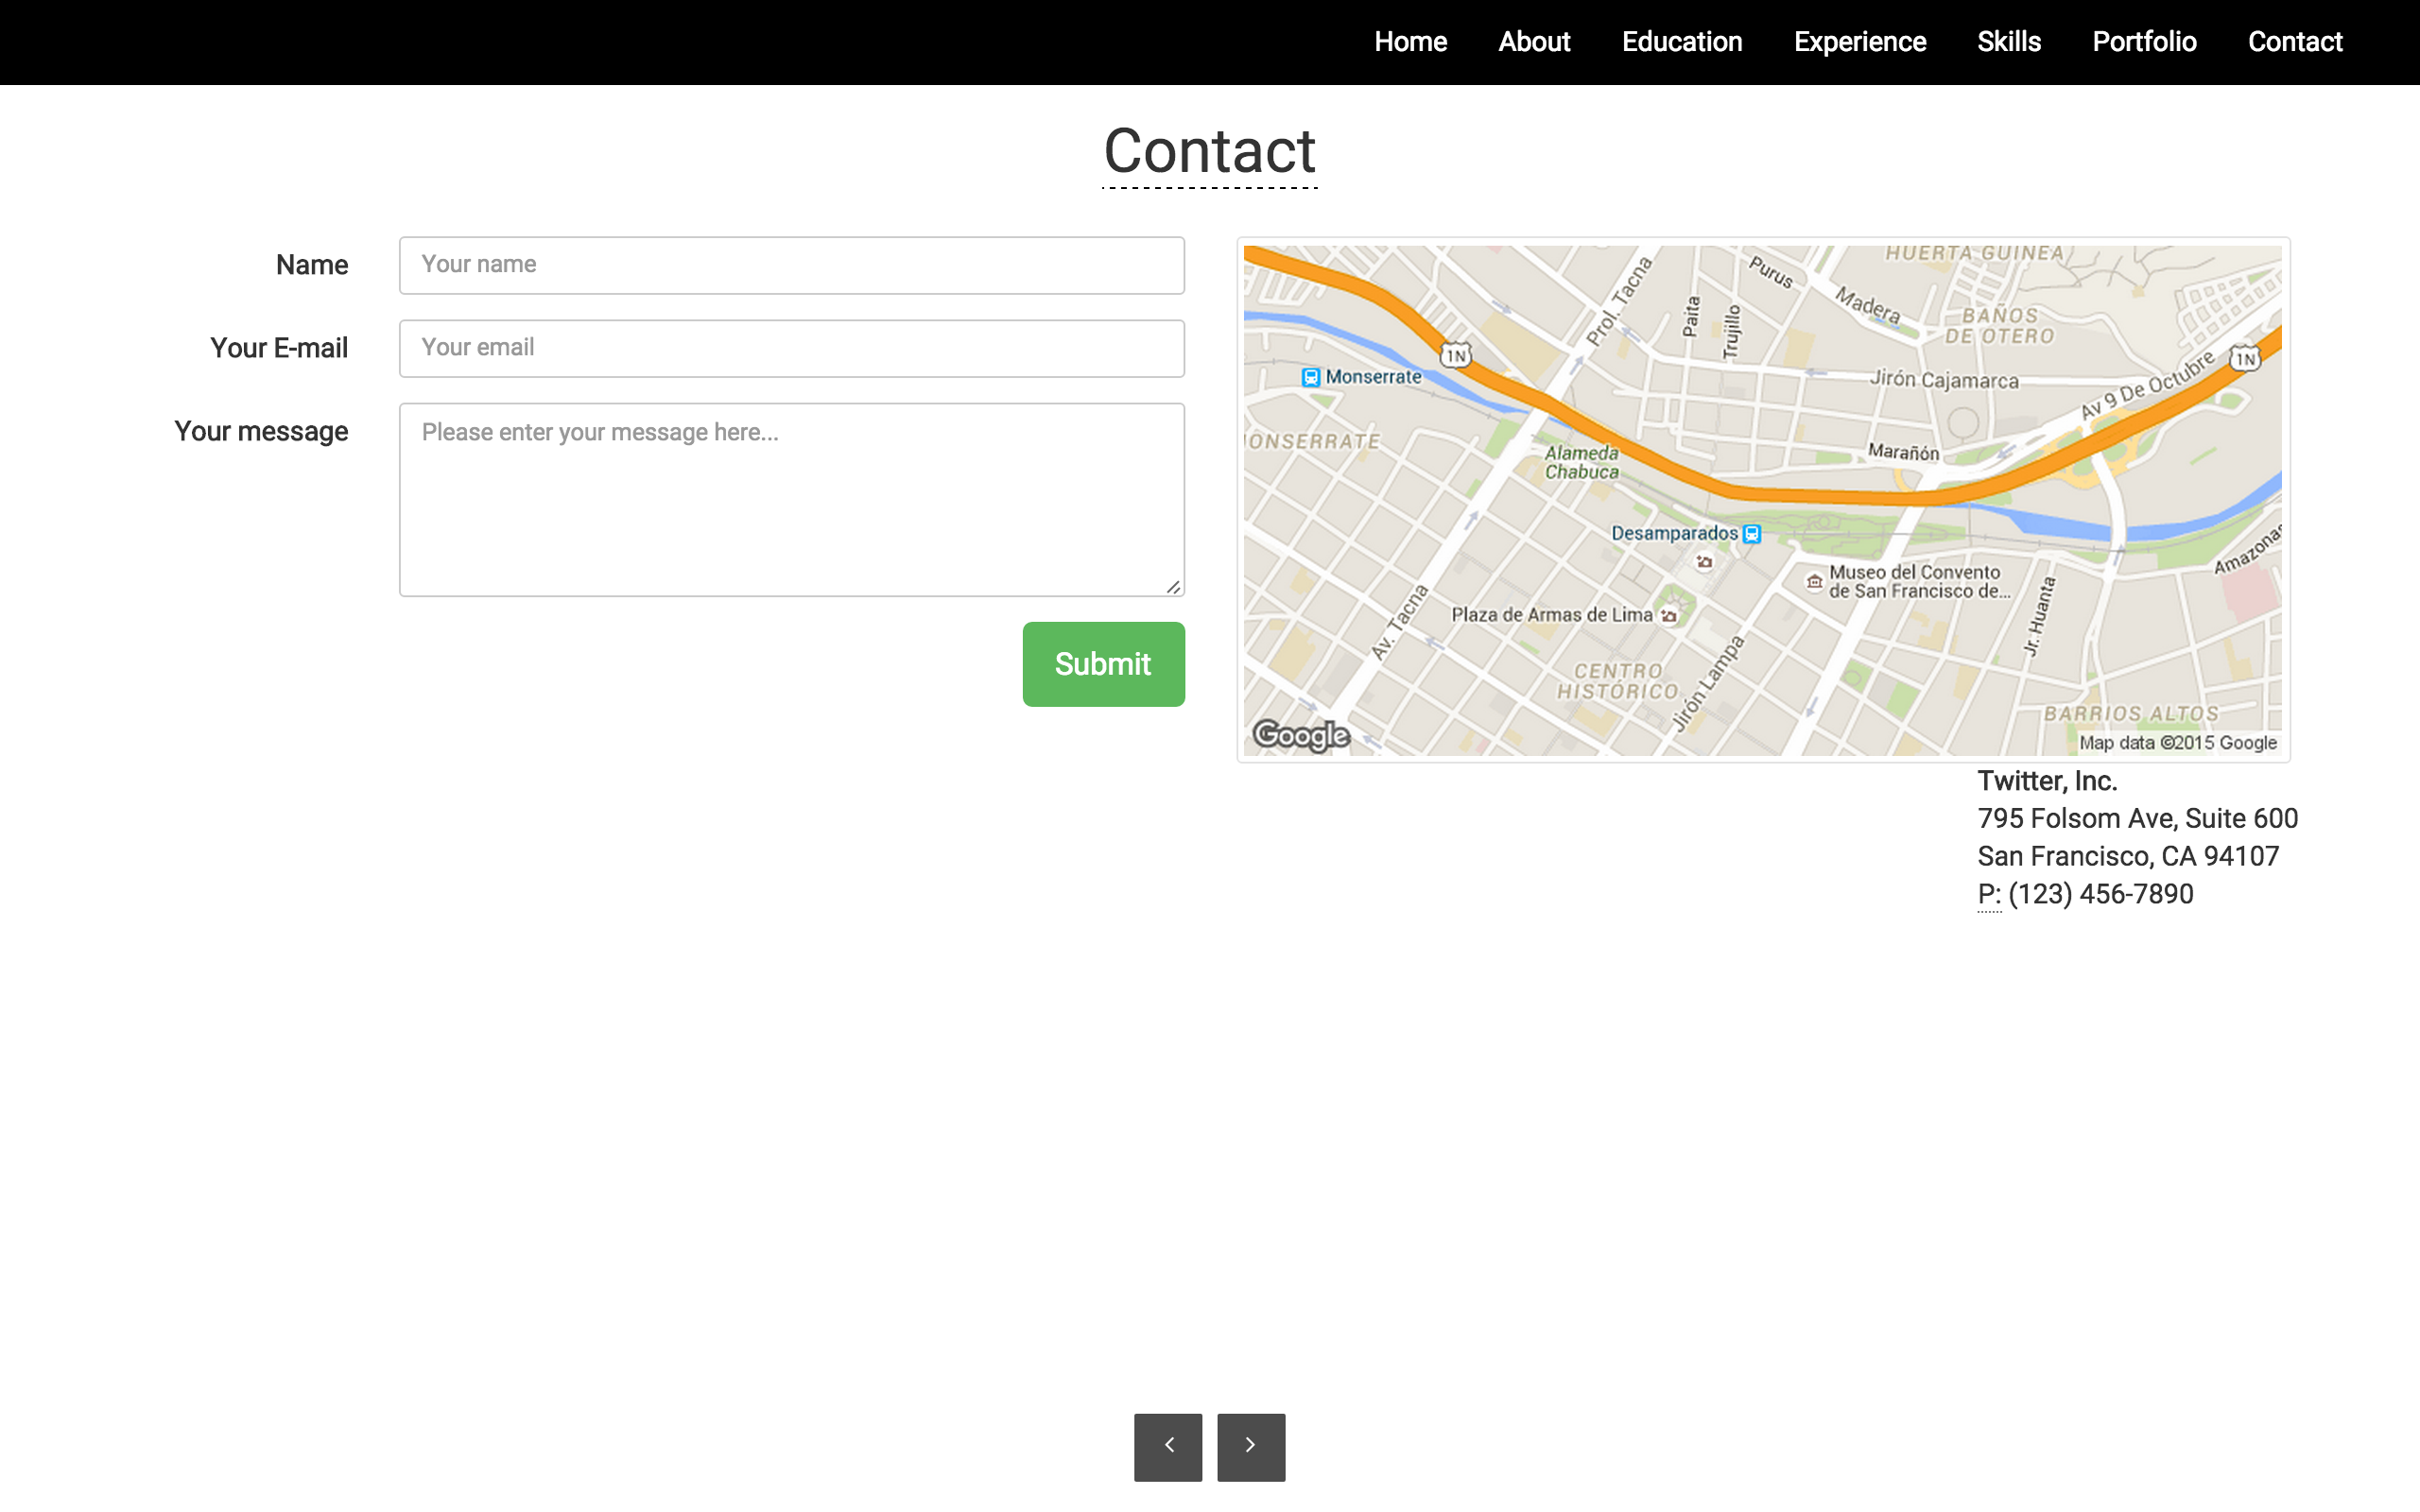 Home About Education Experience Skills Portfolio Contact
Contact
Name
Your name
Your E-mail
Your email
Your message
Please enter your message here...
Submit
HUERTA GUINEA
Purus
Prol. Tacna
Paita
Trujillo
Madera
BAÑOS
DE OTERO
1N
1N
Monserrate
Jirón Cajamarca
Av 9 De Octubre
ONSERRATE
Alameda
Chabuca
Marañón
Desamparados
Amazonas
Museo del Convento
de San Francisco de...
Av. Tacna
Plaza de Armas de Lima
Jr. Huanta
CENTRO
HISTÓRICO
Jirón Lampa
BARRIOS ALTOS
Google
Map data ©2015 Google
Twitter, Inc.
795 Folsom Ave, Suite 600
San Francisco, CA 94107
P: (123) 456-7890